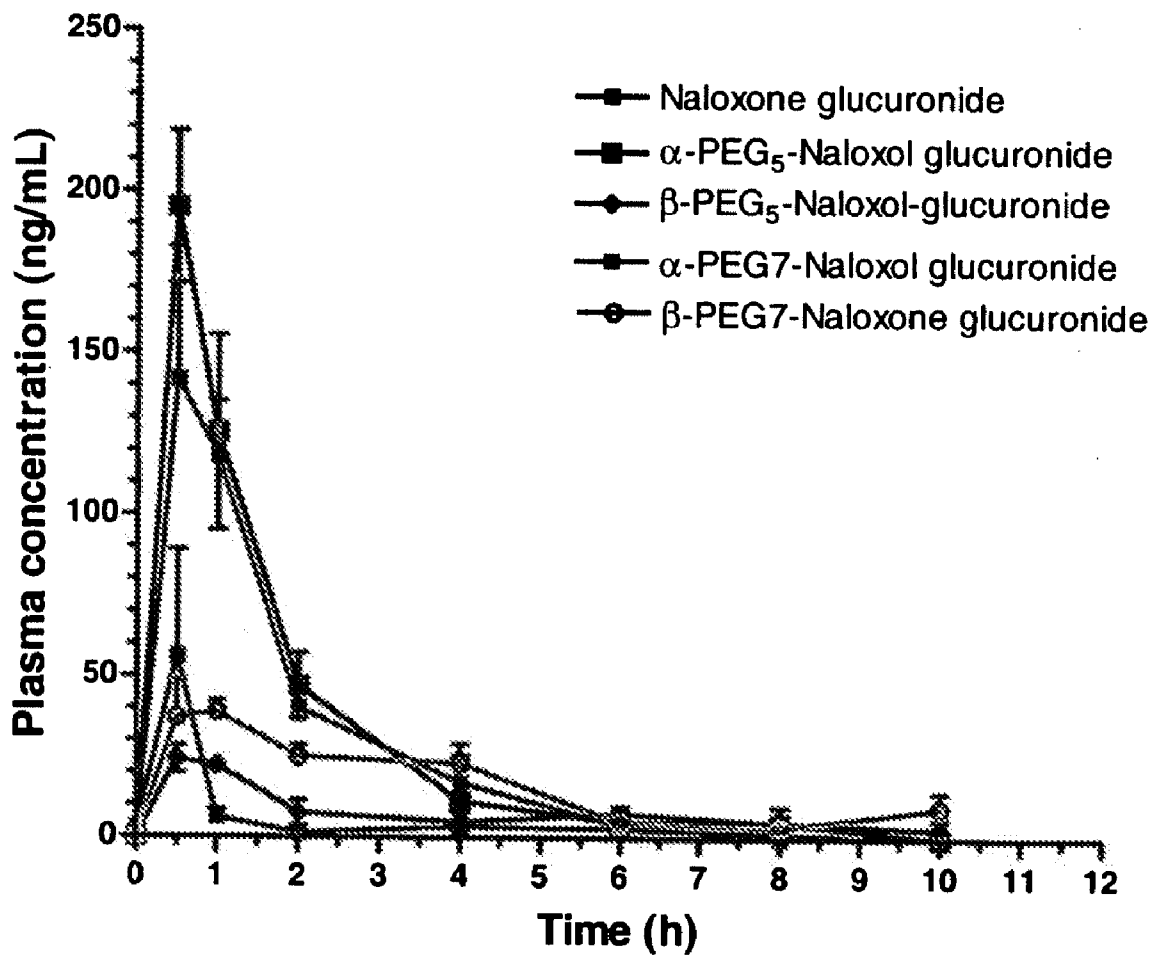 250
200
150
100
50
0
Plasma concentration (ng/mL)
Naloxone glucuronide
α-PEG₅-Naloxol glucuronide
β-PEG₅-Naloxol-glucuronide
α-PEG7-Naloxol glucuronide
β-PEG7-Naloxone glucuronide
0 1 2 3 4 5 6 7 8 9 10 11 12
Time (h)